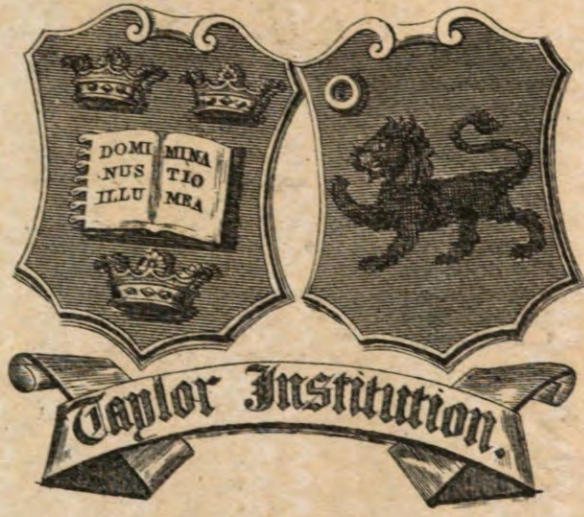 DOMI
NUS
ILLU
MINA
TIO
MEA
Taylor Institution.